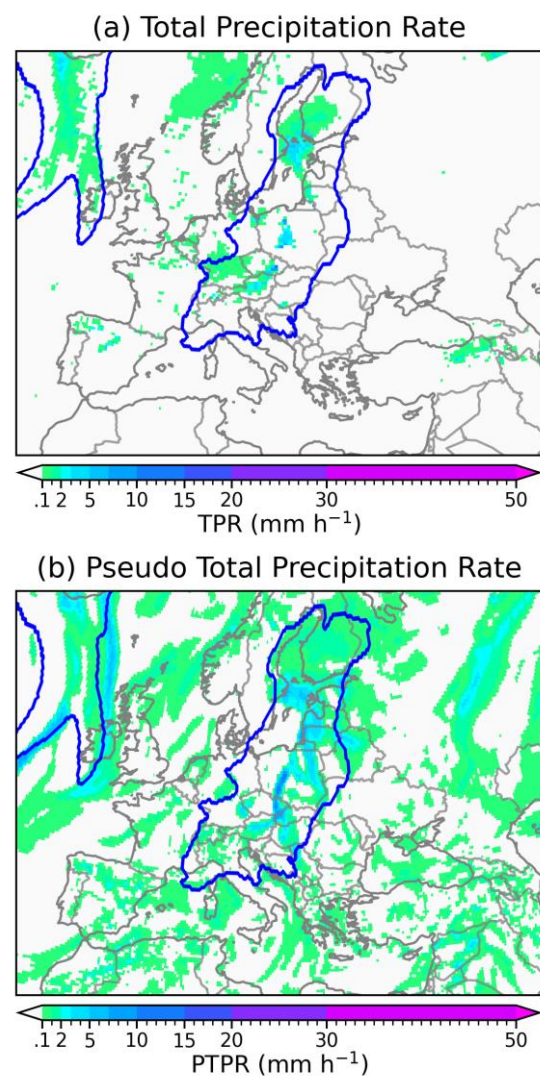 (a) Total Precipitation Rate
.1 2 5 10 15 20 30 50
TPR (mm h⁻¹)
(b) Pseudo Total Precipitation Rate
.1 2 5 10 15 20 30 50
PTPR (mm h⁻¹)